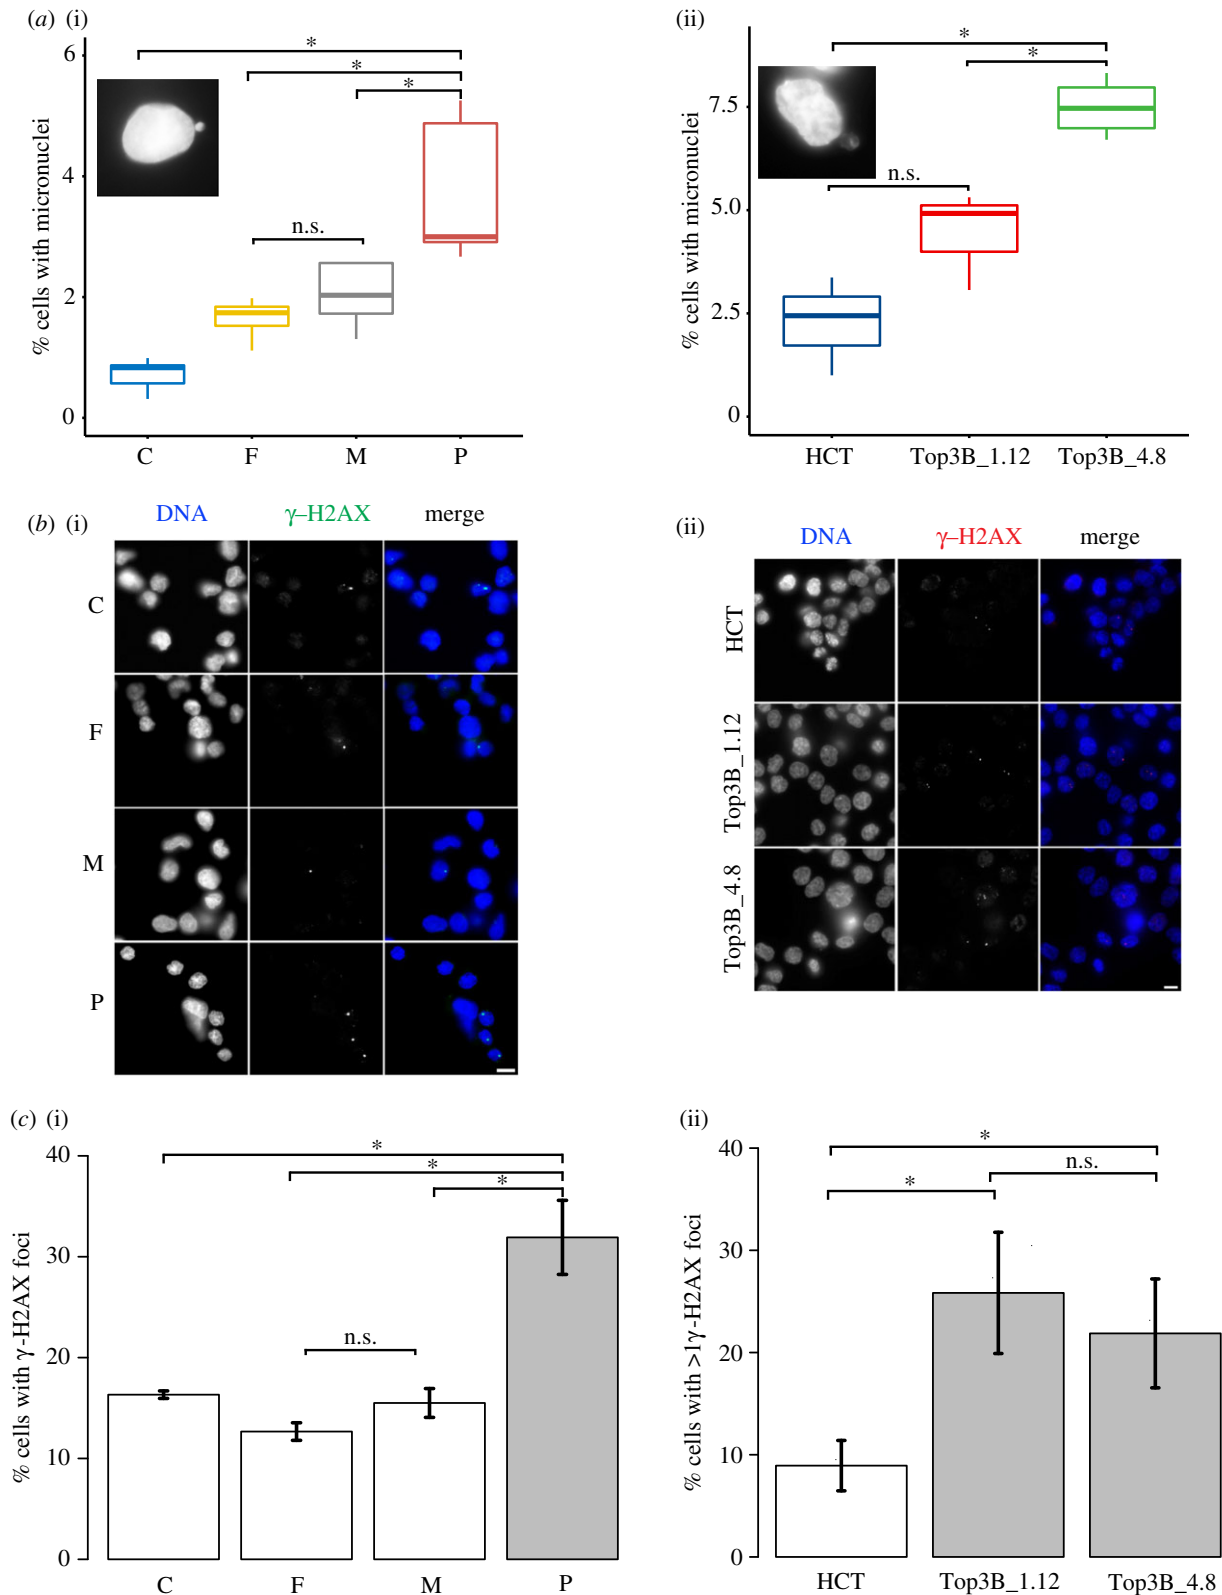 (a) (i)
% cells with micronuclei
6
4
2
0
*
*
*
n.s.
C F M P
(ii)
% cells with micronuclei
7.5
5.0
2.5
0
*
*
n.s.
HCT Top3B_1.12 Top3B_4.8
(b) (i)
DNA γ–H2AX merge
C
F
M
P
(ii)
DNA γ–H2AX merge
HCT
Top3B_1.12
Top3B_4.8
(c) (i)
% cells with γ-H2AX foci
40
30
20
10
0
*
*
*
n.s.
C F M P
(ii)
% cells with >1γ-H2AX foci
40
30
20
10
0
*
n.s.
*
HCT Top3B_1.12 Top3B_4.8